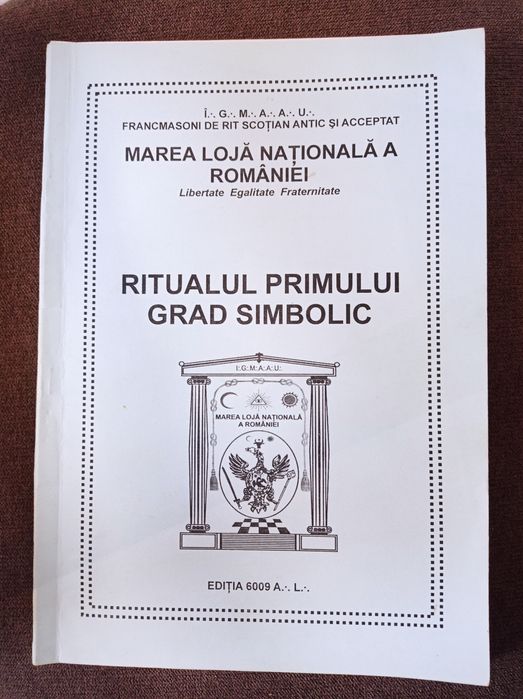 Î∴ G∴ M∴ A∴ A∴ U∴
FRANCMASONI DE RIT SCOȚIAN ANTIC ȘI ACCEPTAT
MAREA LOJĂ NAȚIONALĂ A
ROMÂNIEI
Libertate Egalitate Fraternitate
RITUALUL PRIMULUI
GRAD SIMBOLIC
I∴G∴M∴A∴A∴U∴
MAREA LOJĂ NAȚIONALĂ
A ROMÂNIEI
EDIȚIA 6009 A∴ L∴